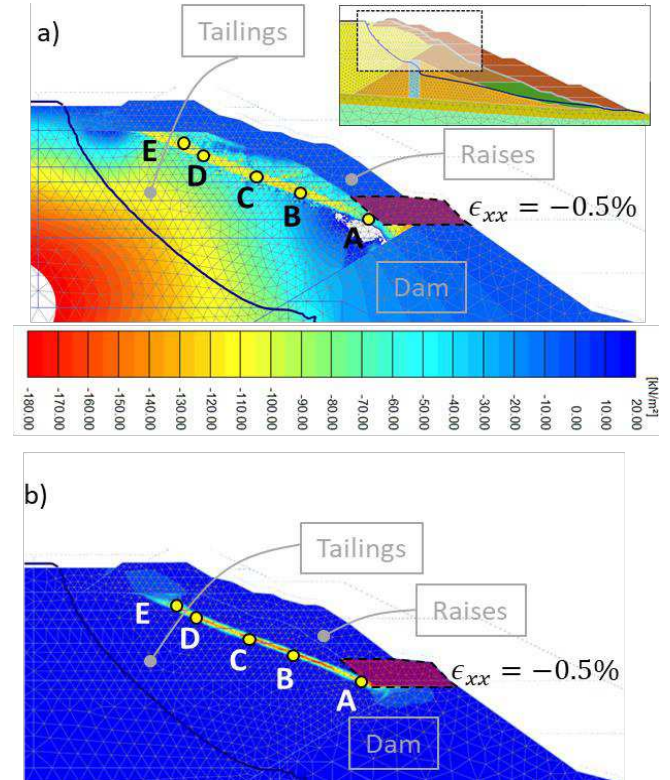 a)
Tailings
Raises
E
D
C
B
A
ϵxx = −0.5%
Dam
[kN/m²]
-180.00
-170.00
-160.00
-150.00
-140.00
-130.00
-120.00
-110.00
-100.00
-90.00
-80.00
-70.00
-60.00
-50.00
-40.00
-30.00
-20.00
-10.00
0.00
10.00
20.00
b)
Tailings
Raises
E
D
C
B
A
ϵxx = −0.5%
Dam